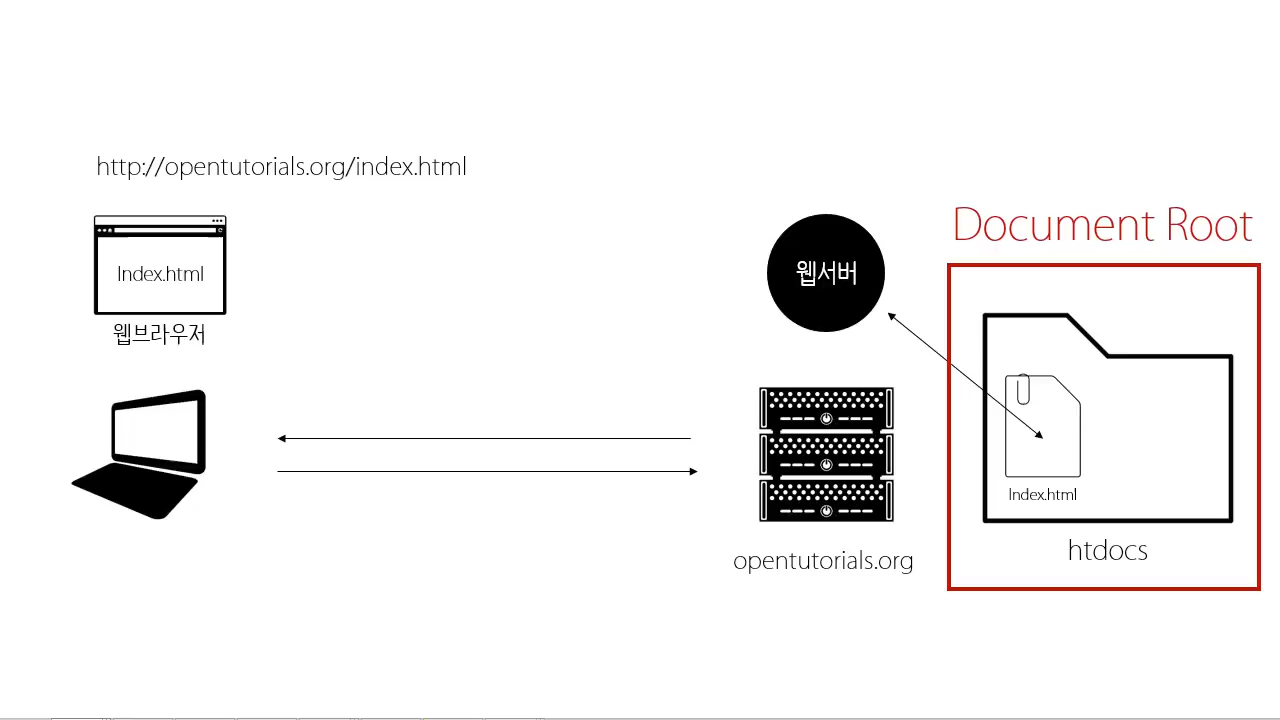 http://opentutorials.org/index.html
Index.html
웹브라우저
웹서버
opentutorials.org
Document Root
Index.html
htdocs